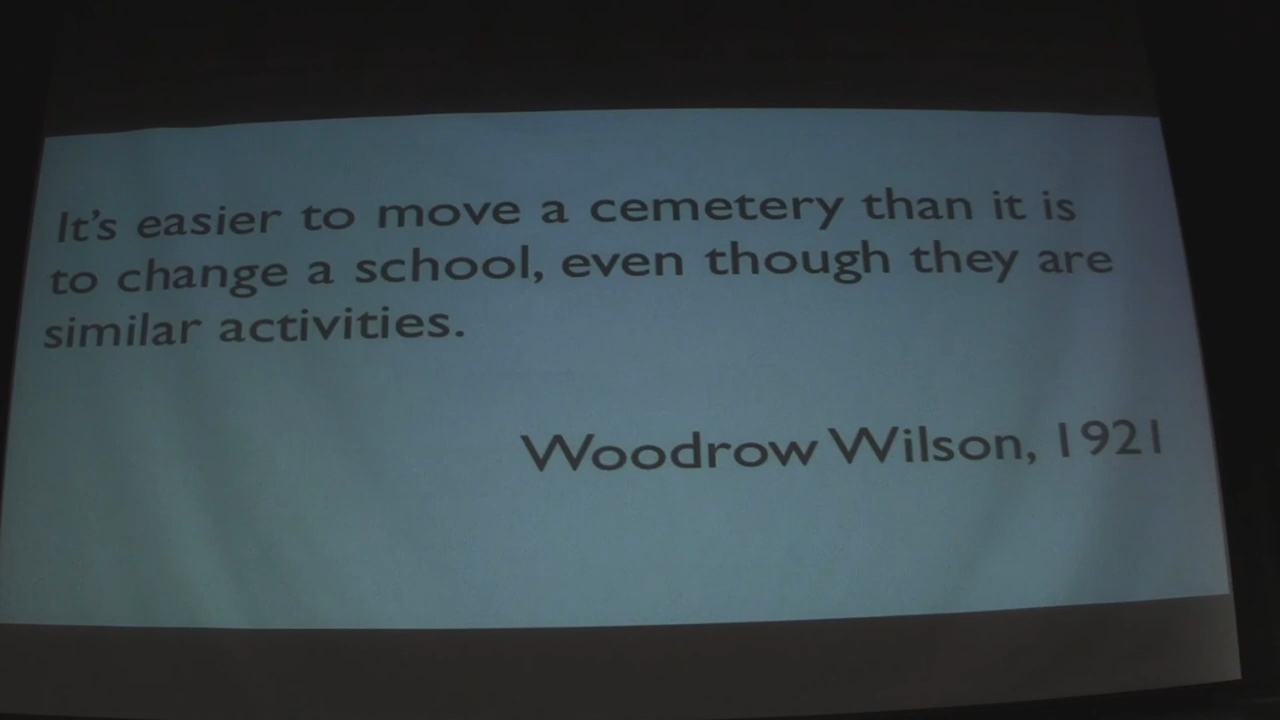 It's easier to move a cemetery than it is
to change a school, even though they are
similar activities.
Woodrow Wilson, 1921